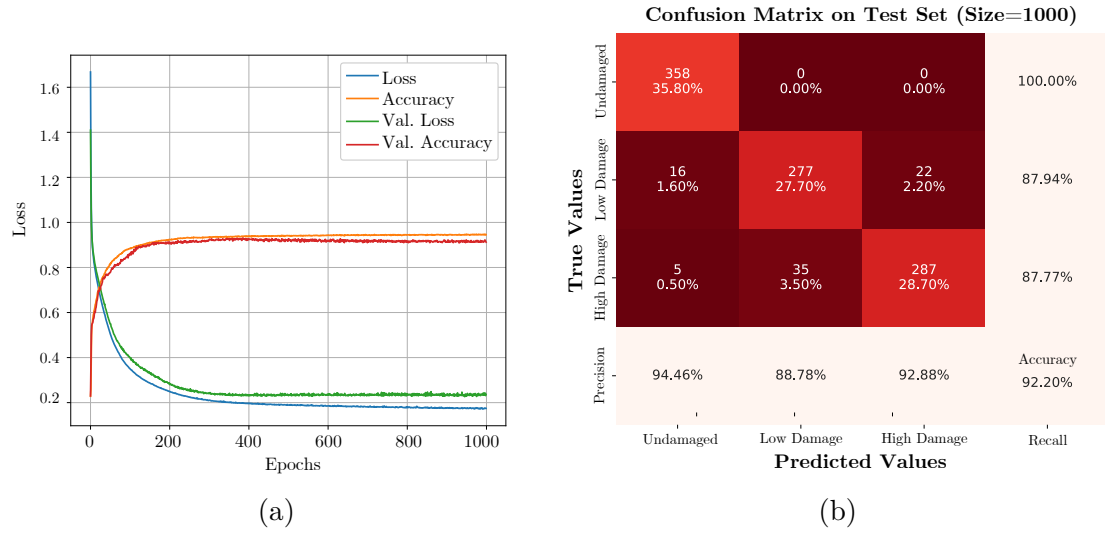 Loss
Accuracy
Val. Loss
Val. Accuracy
1.6
1.4
1.2
1.0
0.8
0.6
0.4
0.2
Loss
0
200
400
600
800
1000
Epochs
(a)
Confusion Matrix on Test Set (Size=1000)
True Values
Undamaged
358
35.80%
0
0.00%
0
0.00%
100.00%
Low Damage
16
1.60%
277
27.70%
22
2.20%
87.94%
High Damage
5
0.50%
35
3.50%
287
28.70%
87.77%
Precision
94.46%
88.78%
92.88%
Accuracy
92.20%
Undamaged
Low Damage
High Damage
Recall
Predicted Values
(b)